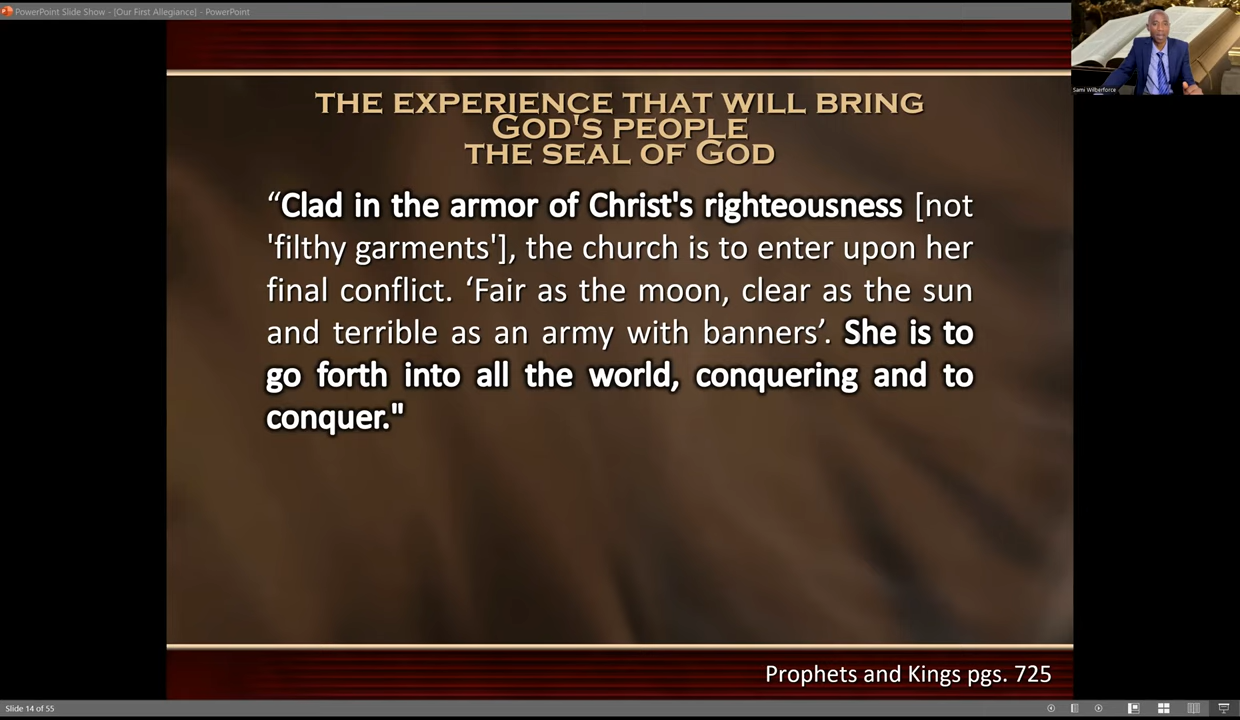 PowerPoint Slide Show - [Our First Allegiance] - PowerPoint
Sami Wilberforce
THE EXPERIENCE THAT WILL BRING
GOD'S PEOPLE
THE SEAL OF GOD
“Clad in the armor of Christ's righteousness [not
'filthy garments'], the church is to enter upon her
final conflict. ‘Fair as the moon, clear as the sun
and terrible as an army with banners’. She is to
go forth into all the world, conquering and to
conquer."
Prophets and Kings pgs. 725
Slide 14 of 55